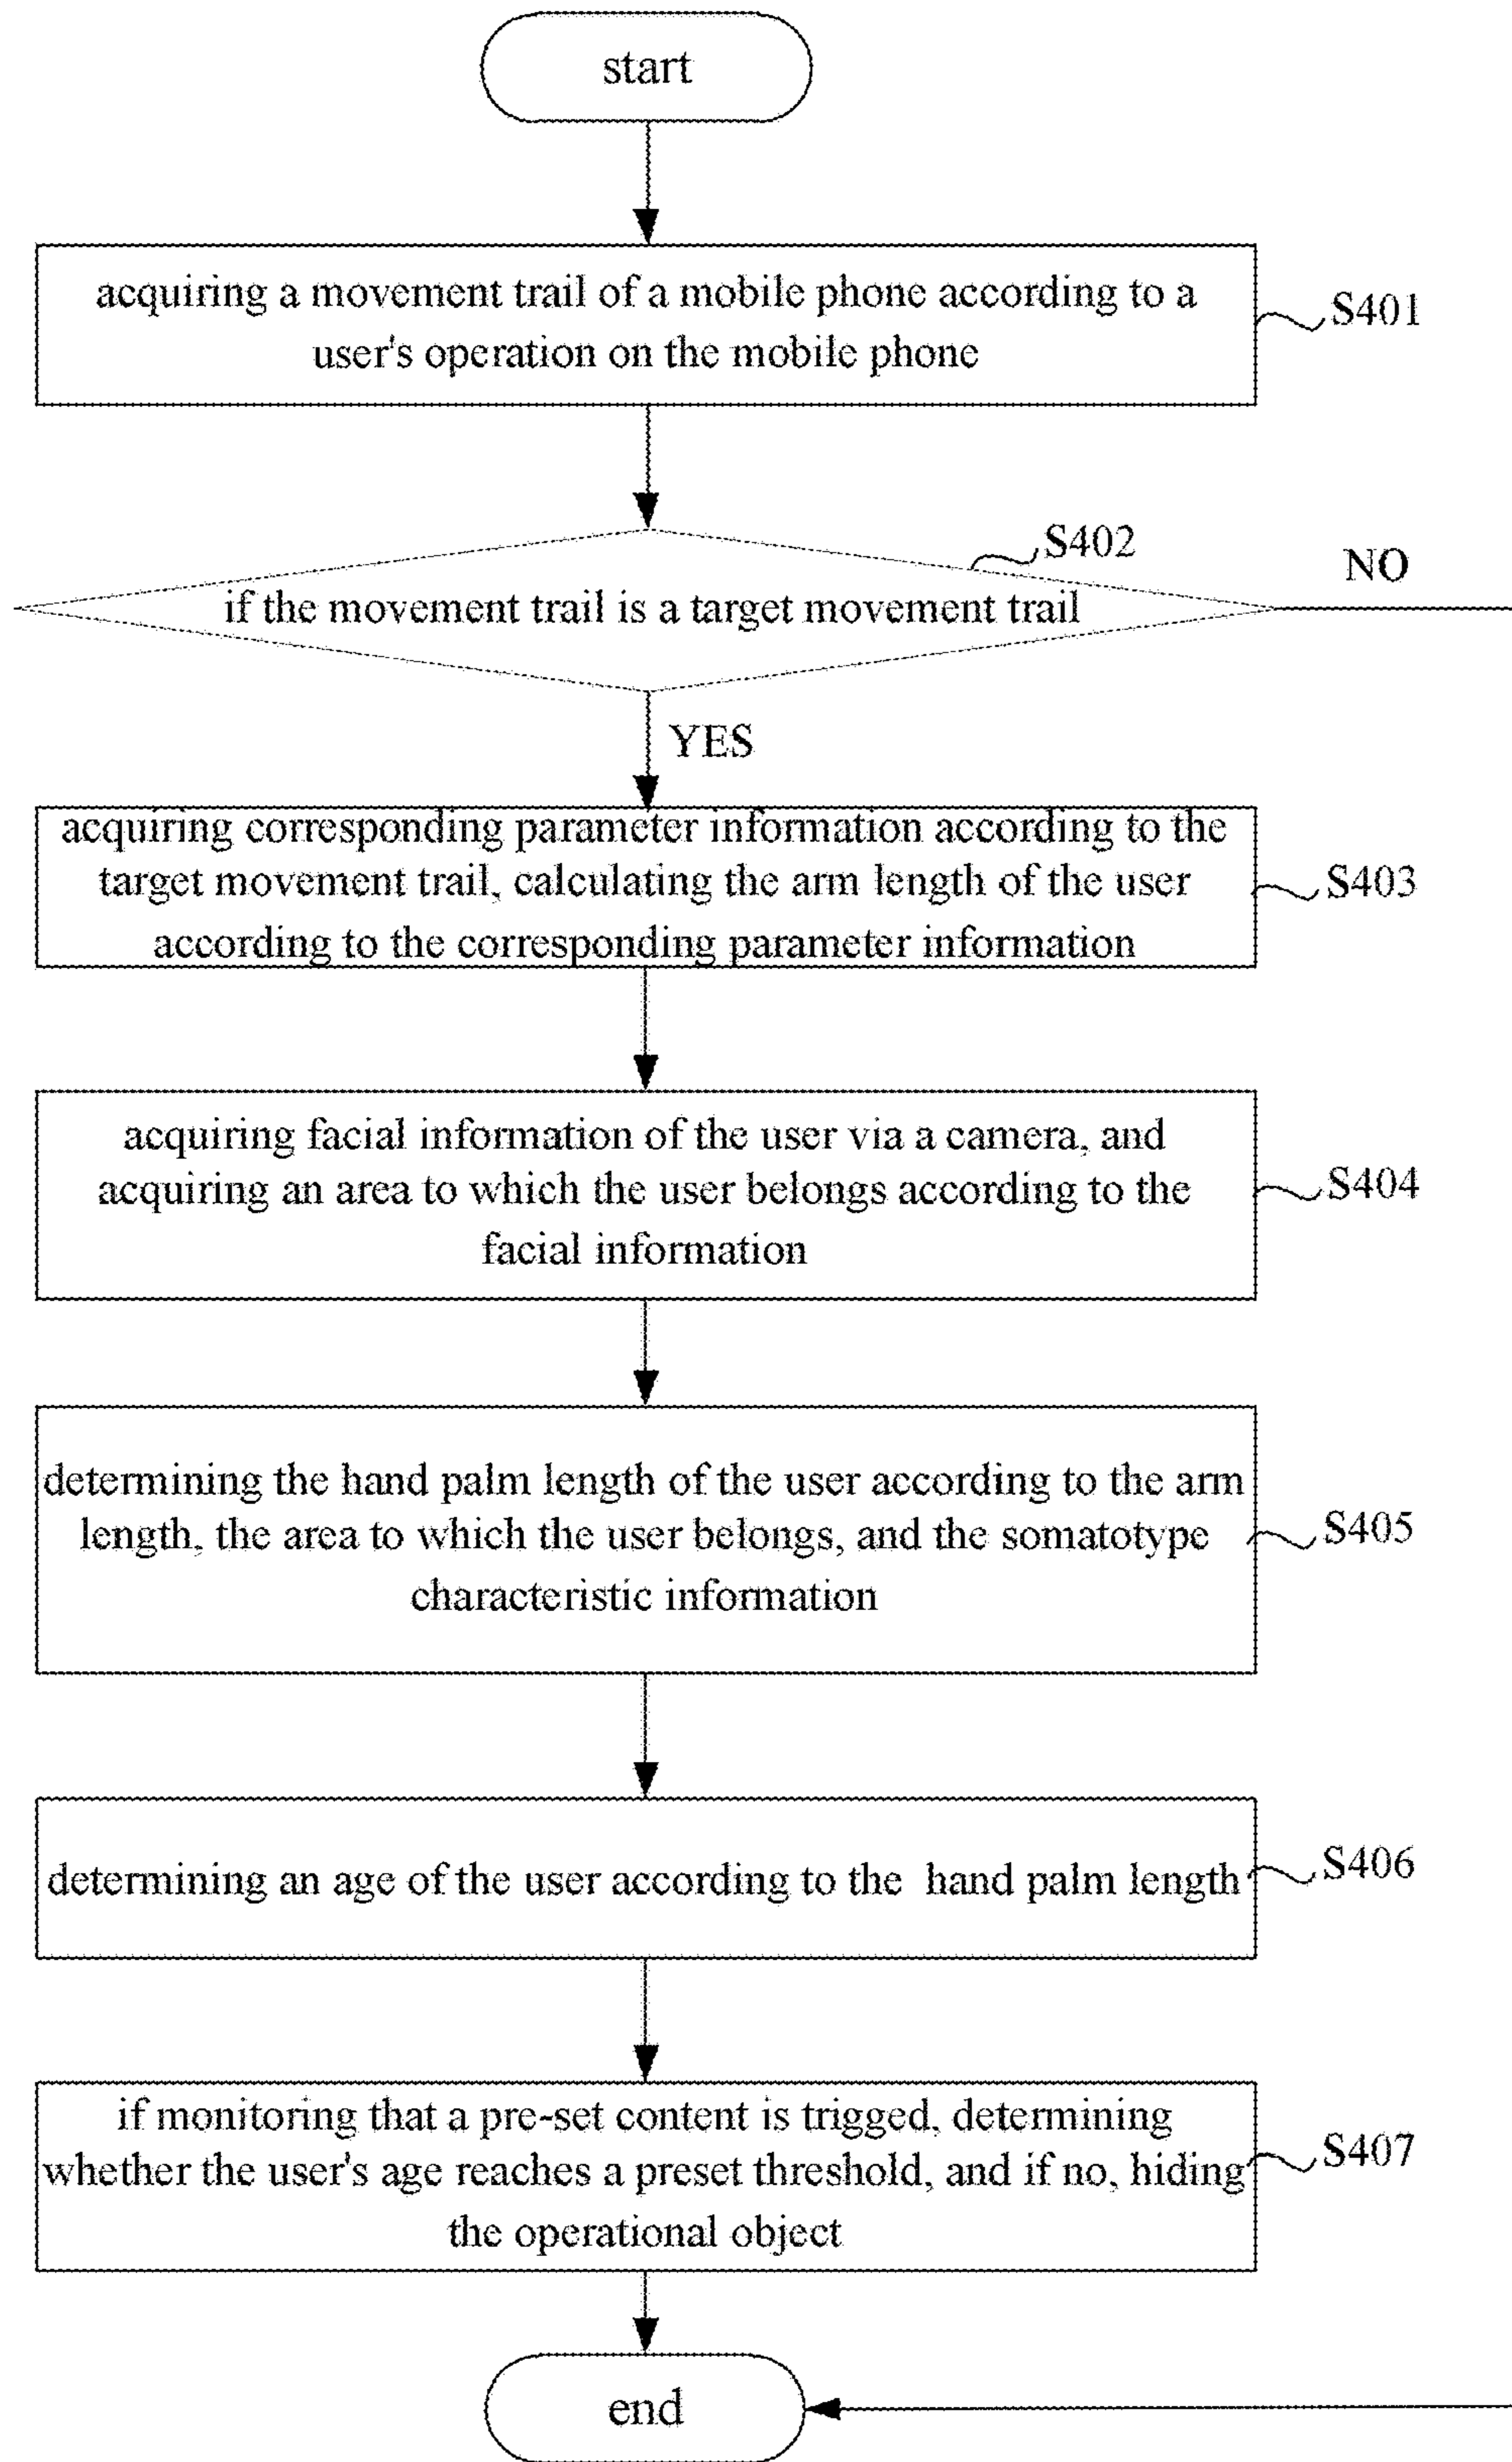 start
acquiring a movement trail of a mobile phone according to a
user's operation on the mobile phone
S401
S402
NO
if the movement trail is a target movement trail
YES
acquiring corresponding parameter information according to the
target movement trail, calculating the arm length of the user
according to the corresponding parameter information
S403
acquiring facial information of the user via a camera, and
acquiring an area to which the user belongs according to the
facial information
S404
determining the hand palm length of the user according to the arm
length, the area to which the user belongs, and the somatotype
characteristic information
S405
determining an age of the user according to the hand palm length
S406
if monitoring that a pre-set content is trigged, determining
whether the user's age reaches a preset threshold, and if no, hiding
the operational object
S407
end